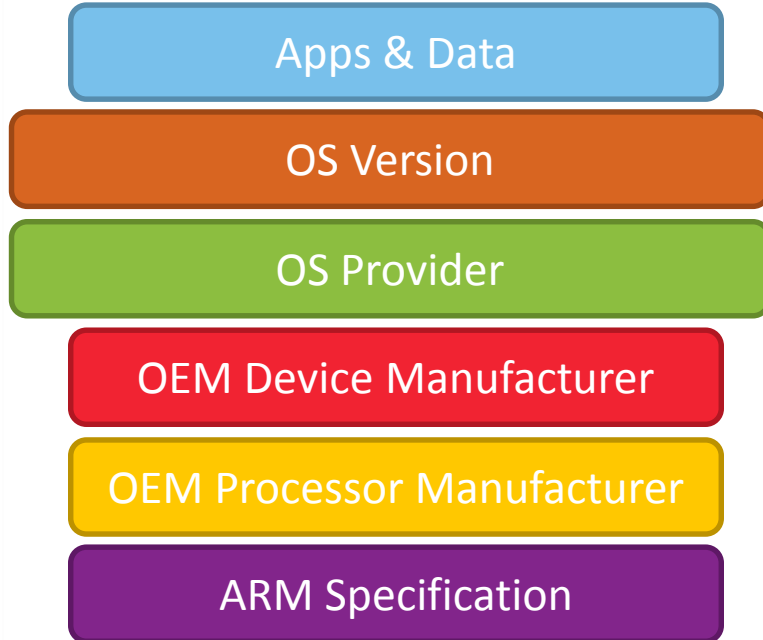 Apps & Data
OS Version
OS Provider
OEM Device Manufacturer
OEM Processor Manufacturer
ARM Specification